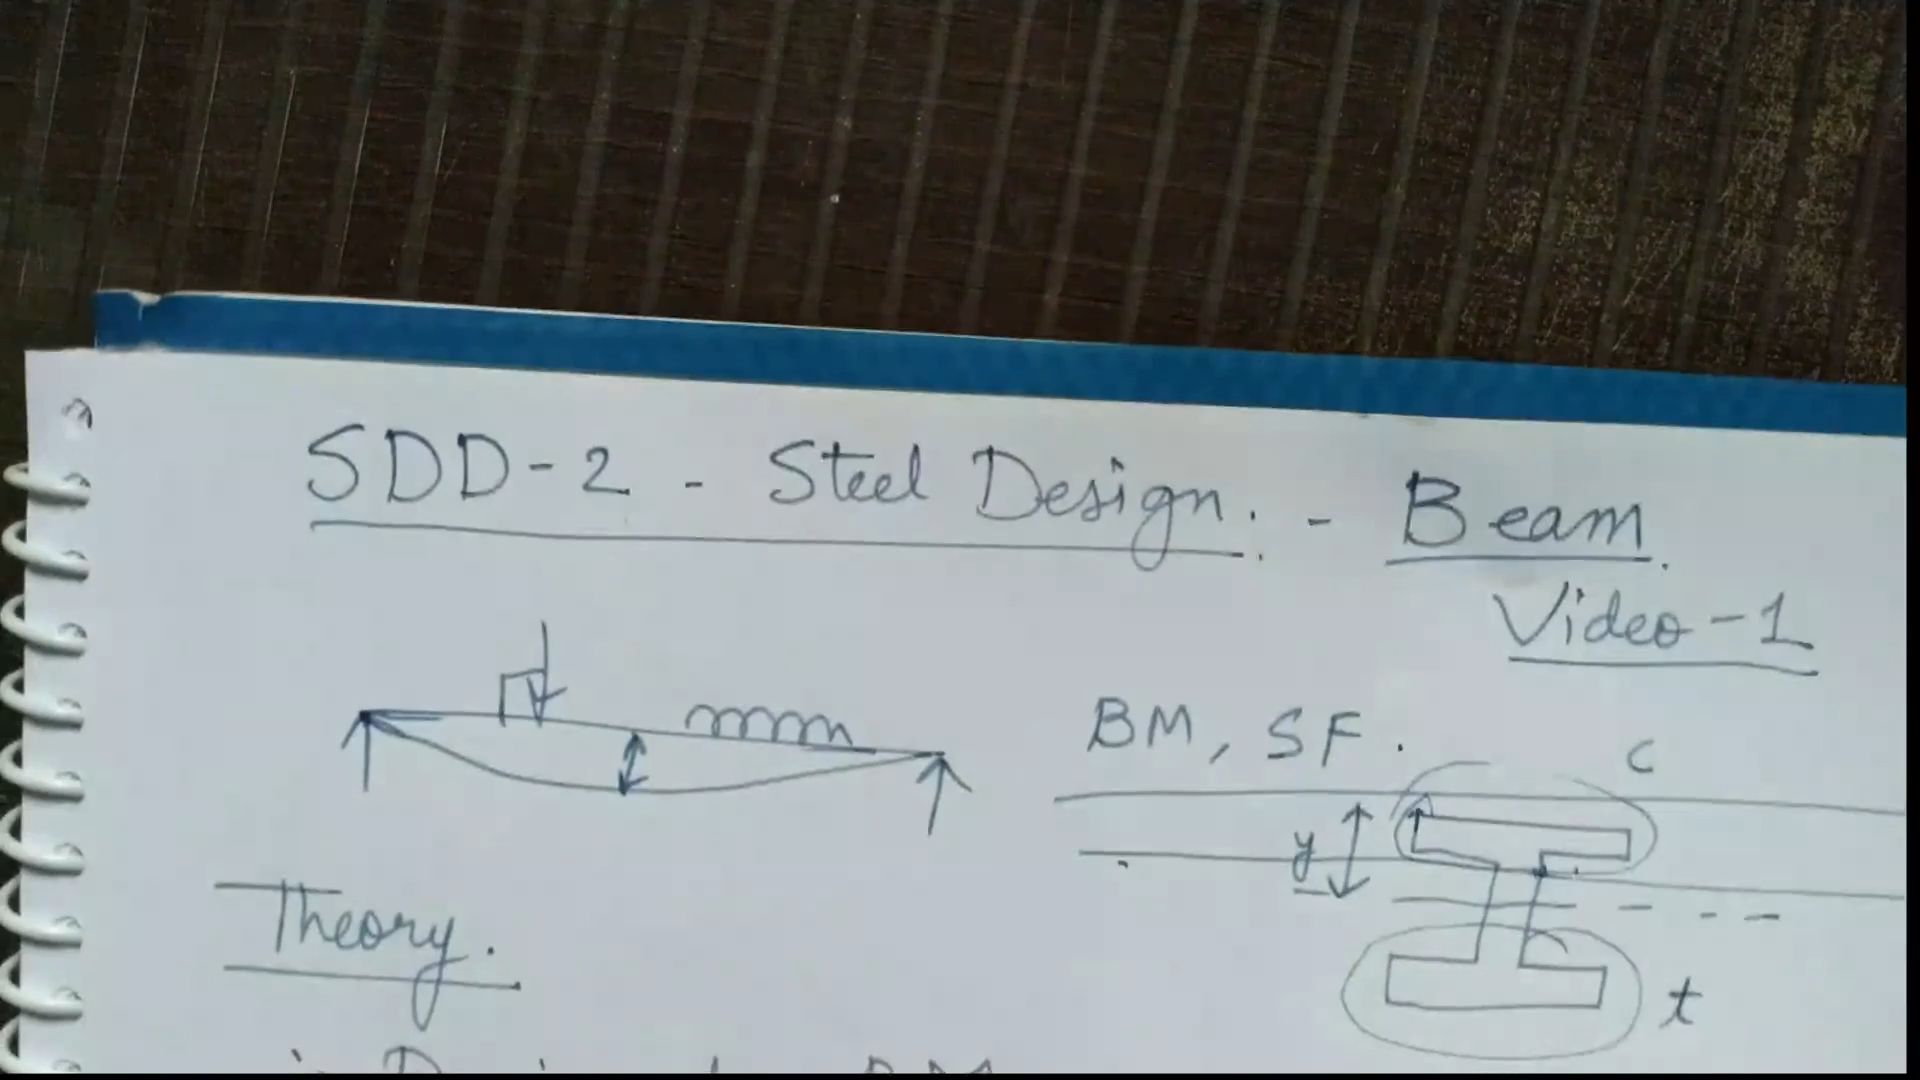 SDD-2 - Steel Design. - Beam.
Video-1
BM, SF.
c
y
t
Theory.